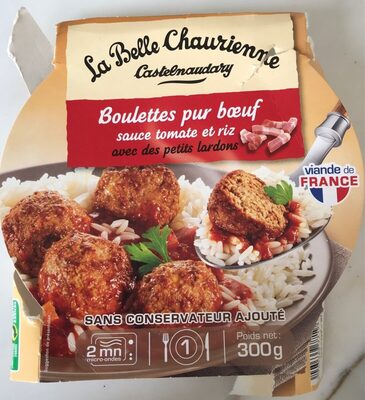 La Belle Chaurienne
Castelnaudary
Boulettes pur bœuf
sauce tomate et riz
avec des petits lardons
viande de
FRANCE
SANS CONSERVATEUR AJOUTÉ
2 mn
micro-ondes
1
Poids net:
300g